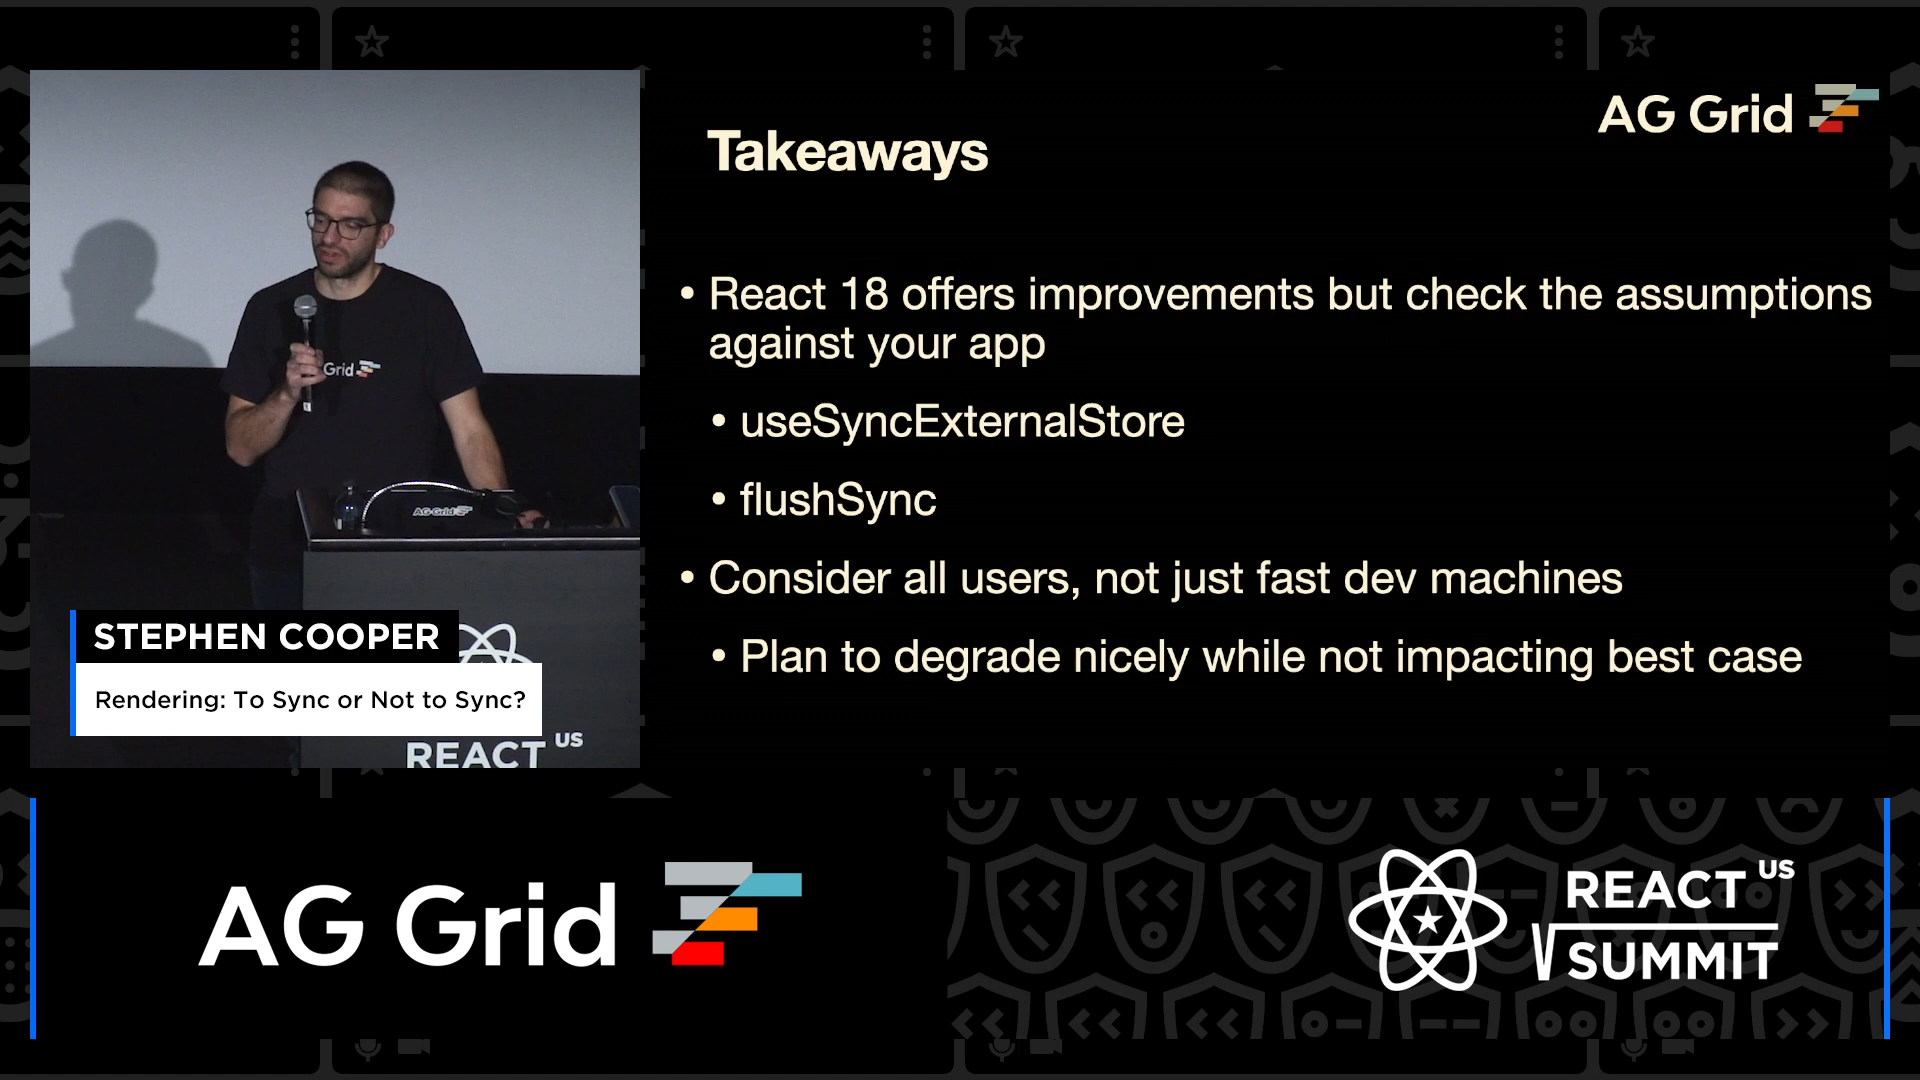 AG Grid
Takeaways
• React 18 offers improvements but check the assumptions
against your app
• useSyncExternalStore
• flushSync
• Consider all users, not just fast dev machines
• Plan to degrade nicely while not impacting best case
Grid
AG Grid
STEPHEN COOPER
Rendering: To Sync or Not to Sync?
REACT US
AG Grid
REACT US
SUMMIT